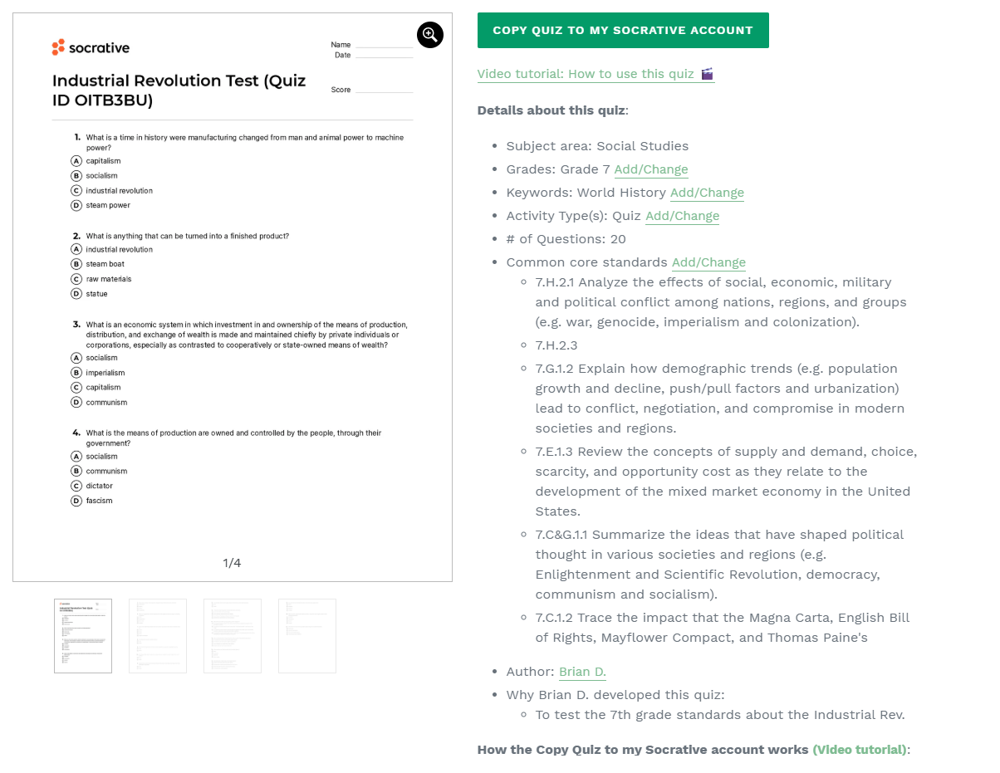 socrative
Name
Date
Industrial Revolution Test (Quiz
ID OITB3BU)
Score
1. What is a time in history were manufacturing changed from man and animal power to machine
power?
A capitalism
B socialism
C industrial revolution
D steam power
2. What is anything that can be turned into a finished product?
A industrial revolution
B steam boat
C raw materials
D statue
3. What is an economic system in which investment in and ownership of the means of production,
distribution, and exchange of wealth is made and maintained chiefly by private individuals or
corporations, especially as contrasted to cooperatively or state-owned means of wealth?
A socialism
B imperialism
C capitalism
D communism
4. What is the means of production are owned and controlled by the people, through their
government?
A socialism
B communism
C dictator
D fascism
1/4
COPY QUIZ TO MY SOCRATIVE ACCOUNT
Video tutorial: How to use this quiz
Details about this quiz:
Subject area: Social Studies
Grades: Grade 7 Add/Change
Keywords: World History Add/Change
Activity Type(s): Quiz Add/Change
# of Questions: 20
Common core standards Add/Change
7.H.2.1 Analyze the effects of social, economic, military
and political conflict among nations, regions, and groups
(e.g. war, genocide, imperialism and colonization).
7.H.2.3
7.G.1.2 Explain how demographic trends (e.g. population
growth and decline, push/pull factors and urbanization)
lead to conflict, negotiation, and compromise in modern
societies and regions.
7.E.1.3 Review the concepts of supply and demand, choice,
scarcity, and opportunity cost as they relate to the
development of the mixed market economy in the United
States.
7.C&G.1.1 Summarize the ideas that have shaped political
thought in various societies and regions (e.g.
Enlightenment and Scientific Revolution, democracy,
communism and socialism).
7.C.1.2 Trace the impact that the Magna Carta, English Bill
of Rights, Mayflower Compact, and Thomas Paine's
Author: Brian D.
Why Brian D. developed this quiz:
To test the 7th grade standards about the Industrial Rev.
How the Copy Quiz to my Socrative account works (Video tutorial):